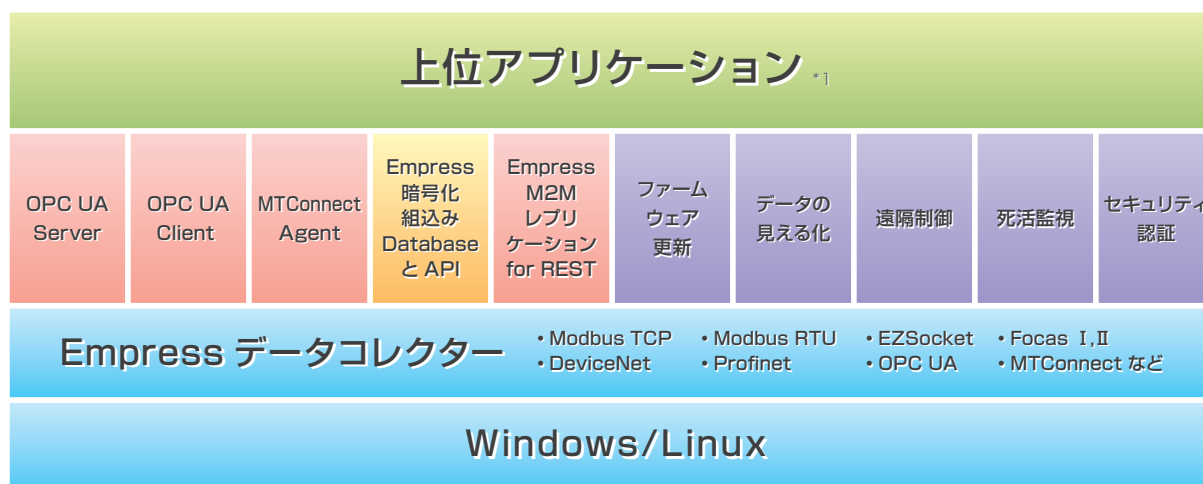 上位アプリケーション *1
OPC UA
Server
OPC UA
Client
MTConnect
Agent
Empress
暗号化
組込み
Database
と API
Empress
M2M
レプリ
ケーション
for REST
ファーム
ウェア
更新
データの
見える化
遠隔制御
死活監視
セキュリティ
認証
Empress データコレクター
・Modbus TCP ・Modbus RTU ・EZSocket ・Focas Ⅰ,Ⅱ
・DeviceNet ・Profinet ・OPC UA ・MTConnect など
Windows/Linux